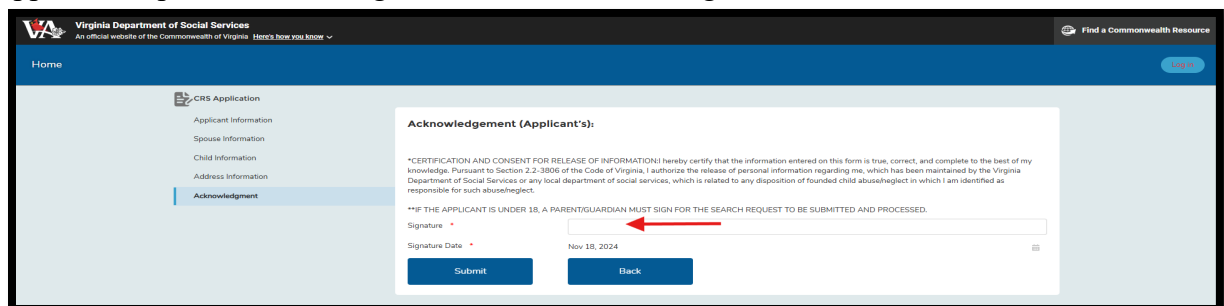 Virginia Department of Social Services
An official website of the Commonwealth of Virginia Here's how you know
Find a Commonwealth Resource
Home
Log in
CRS Application
Applicant Information
Spouse Information
Child Information
Address Information
Acknowledgment
Acknowledgement (Applicant's):
*CERTIFICATION AND CONSENT FOR RELEASE OF INFORMATION:I hereby certify that the information entered on this form is true, correct, and complete to the best of my
knowledge. Pursuant to Section 2.2-3806 of the Code of Virginia, I authorize the release of personal information regarding me, which has been maintained by the Virginia
Department of Social Services or any local department of social services, which is related to any disposition of founded child abuse/neglect in which I am identified as
responsible for such abuse/neglect.
**IF THE APPLICANT IS UNDER 18, A PARENT/GUARDIAN MUST SIGN FOR THE SEARCH REQUEST TO BE SUBMITTED AND PROCESSED.
Signature *
Signature Date * Nov 18, 2024
Submit Back